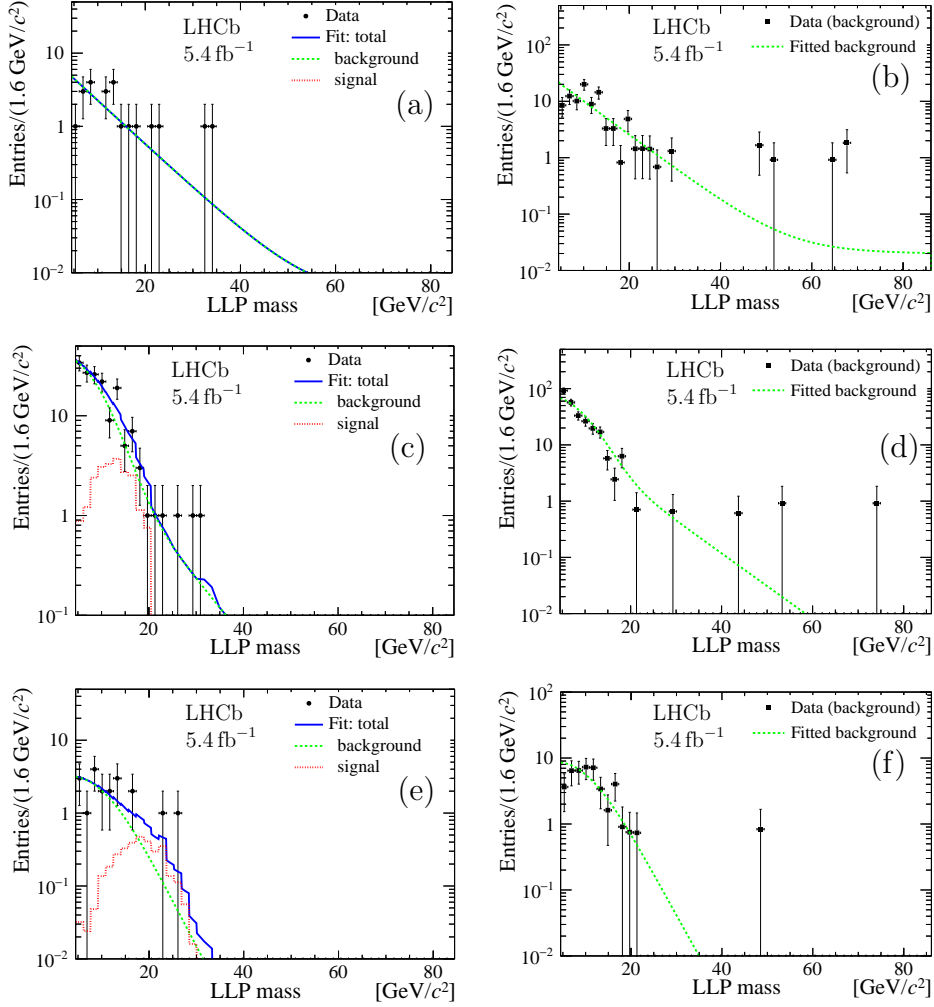 Entries/(1.6 GeV/c²)
10
1
10⁻¹
10⁻²
LHCb
5.4 fb⁻¹
Data
Fit: total
background
signal
(a)
20 40 60 80
LLP mass [GeV/c²]
Entries/(1.6 GeV/c²)
10²
10
1
10⁻¹
10⁻²
LHCb
5.4 fb⁻¹
Data (background)
Fitted background
(b)
20 40 60 80
LLP mass [GeV/c²]
Entries/(1.6 GeV/c²)
10
1
10⁻¹
LHCb
5.4 fb⁻¹
Data
Fit: total
background
signal
(c)
20 40 60 80
LLP mass [GeV/c²]
Entries/(1.6 GeV/c²)
10²
10
1
10⁻¹
10⁻²
LHCb
5.4 fb⁻¹
Data (background)
Fitted background
(d)
20 40 60 80
LLP mass [GeV/c²]
Entries/(1.6 GeV/c²)
10
1
10⁻¹
10⁻²
LHCb
5.4 fb⁻¹
Data
Fit: total
background
signal
(e)
20 40 60 80
LLP mass [GeV/c²]
Entries/(1.6 GeV/c²)
10²
10
1
10⁻¹
10⁻²
LHCb
5.4 fb⁻¹
Data (background)
Fitted background
(f)
20 40 60 80
LLP mass [GeV/c²]